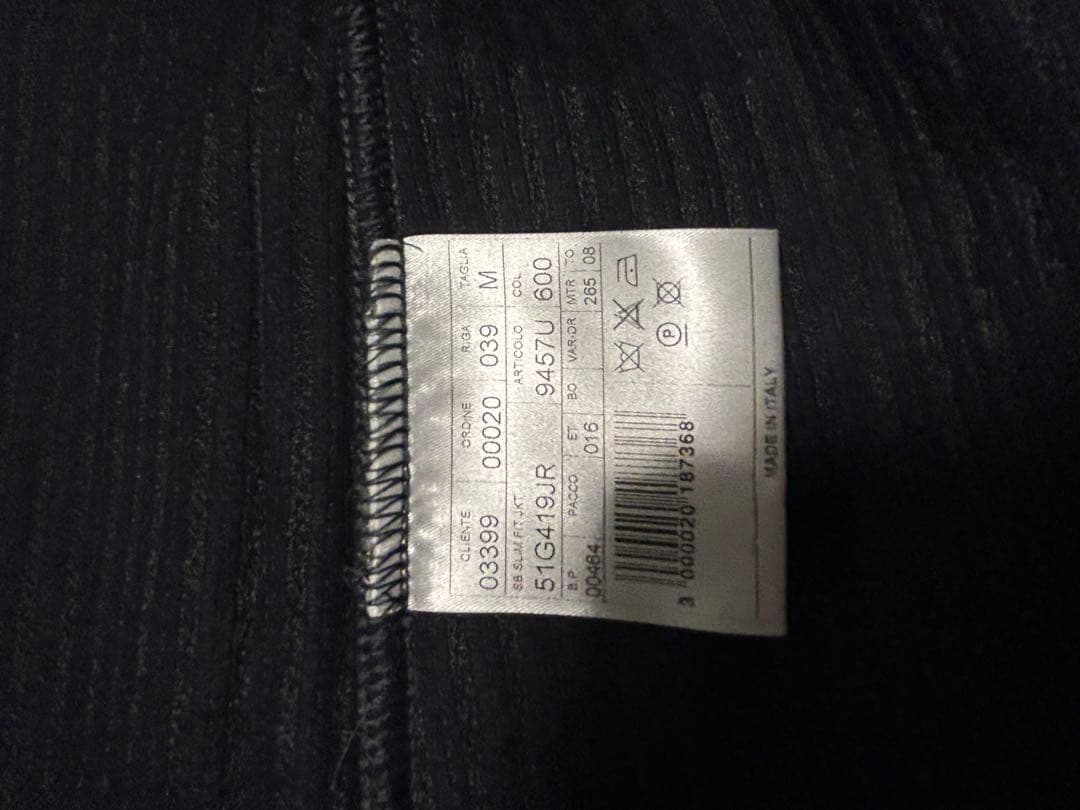 CLIENTE ORDINE RIGA TAGLIA
03399 00020 039 M
SB SLIM FIT JKT ARTICOLO COL
51G419JR 9457U 600
B.P. PACCO ET BO VAR.DR MTR
00464 016 265 08
P
3 000020 187368
MADE IN ITALY